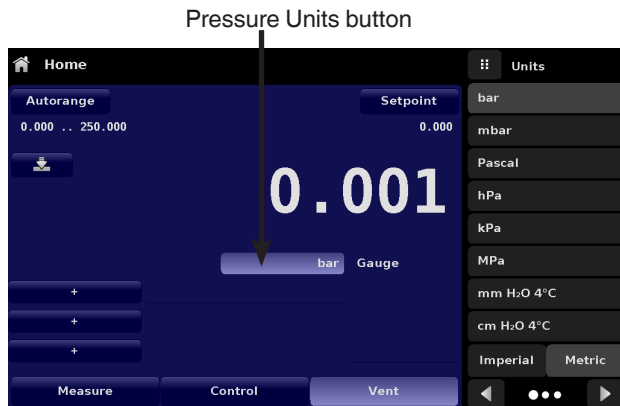 Pressure Units button
Home
Units
Autorange
Setpoint
0.000 .. 250.000
0.000
0.001
bar
Gauge
+
+
+
Measure
Control
Vent
bar
mbar
Pascal
hPa
kPa
MPa
mm H₂O 4°C
cm H₂O 4°C
Imperial
Metric